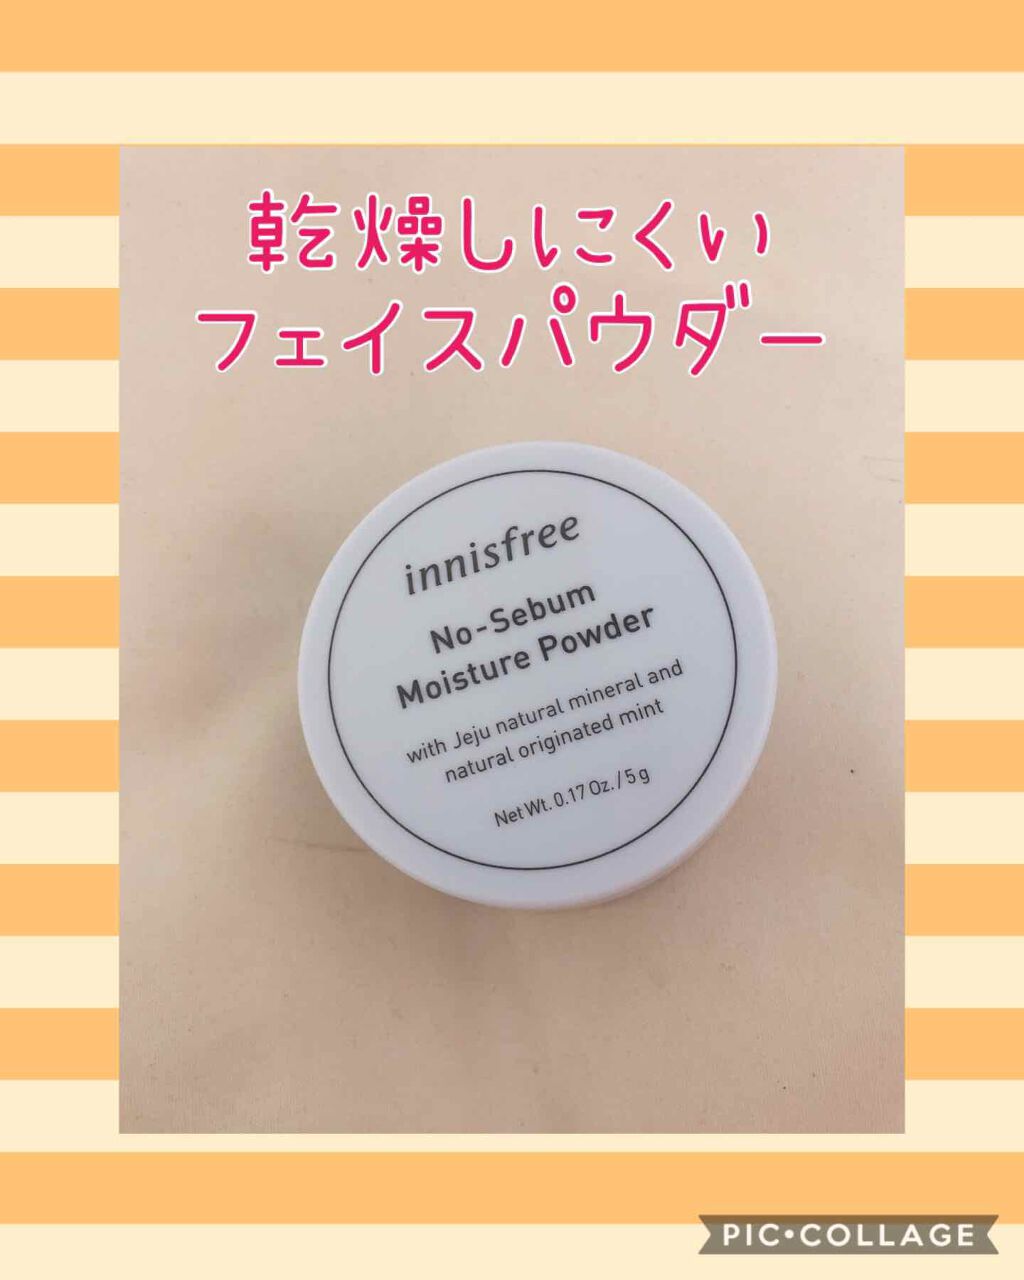 乾燥しにくい
フェイスパウダー
innisfree
No-Sebum
Moisture Powder
with Jeju natural mineral and
natural originated mint
Net Wt. 0.17 Oz. / 5 g
PIC•COLLAGE